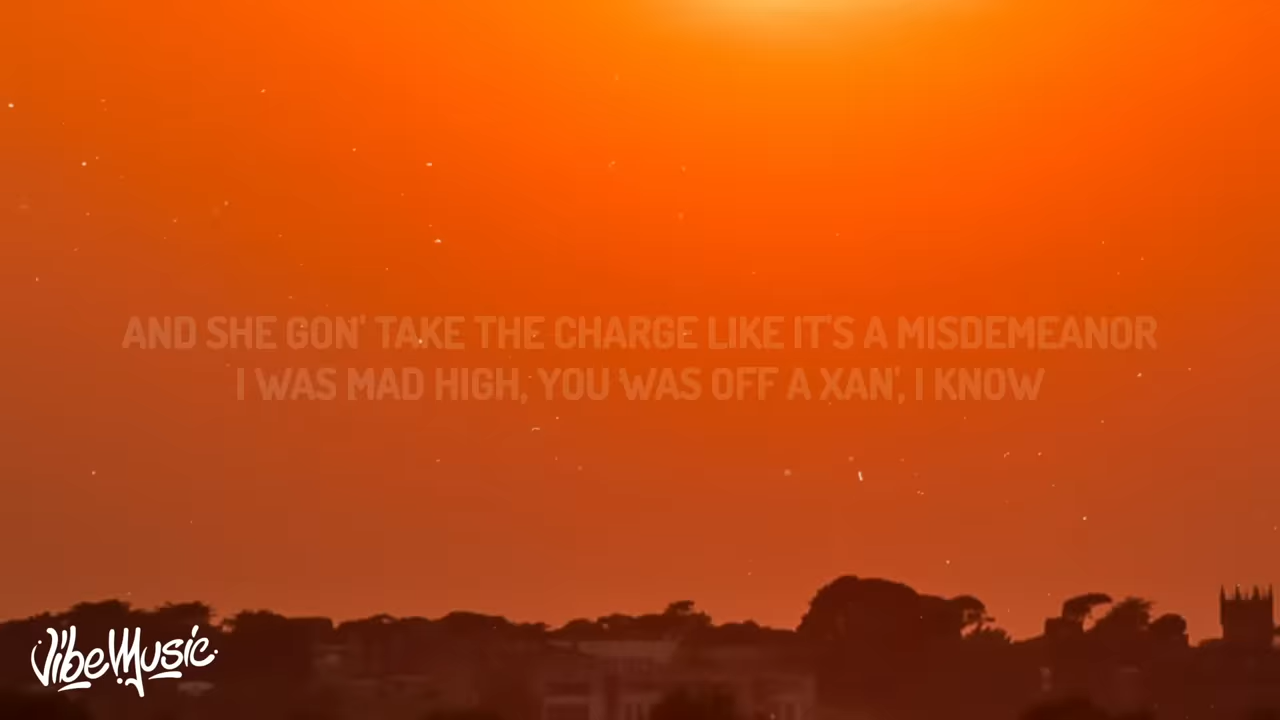 AND SHE GON' TAKE THE CHARGE LIKE IT'S A MISDEMEANOR
I WAS MAD HIGH, YOU WAS OFF A XAN', I KNOW
VibeMusic